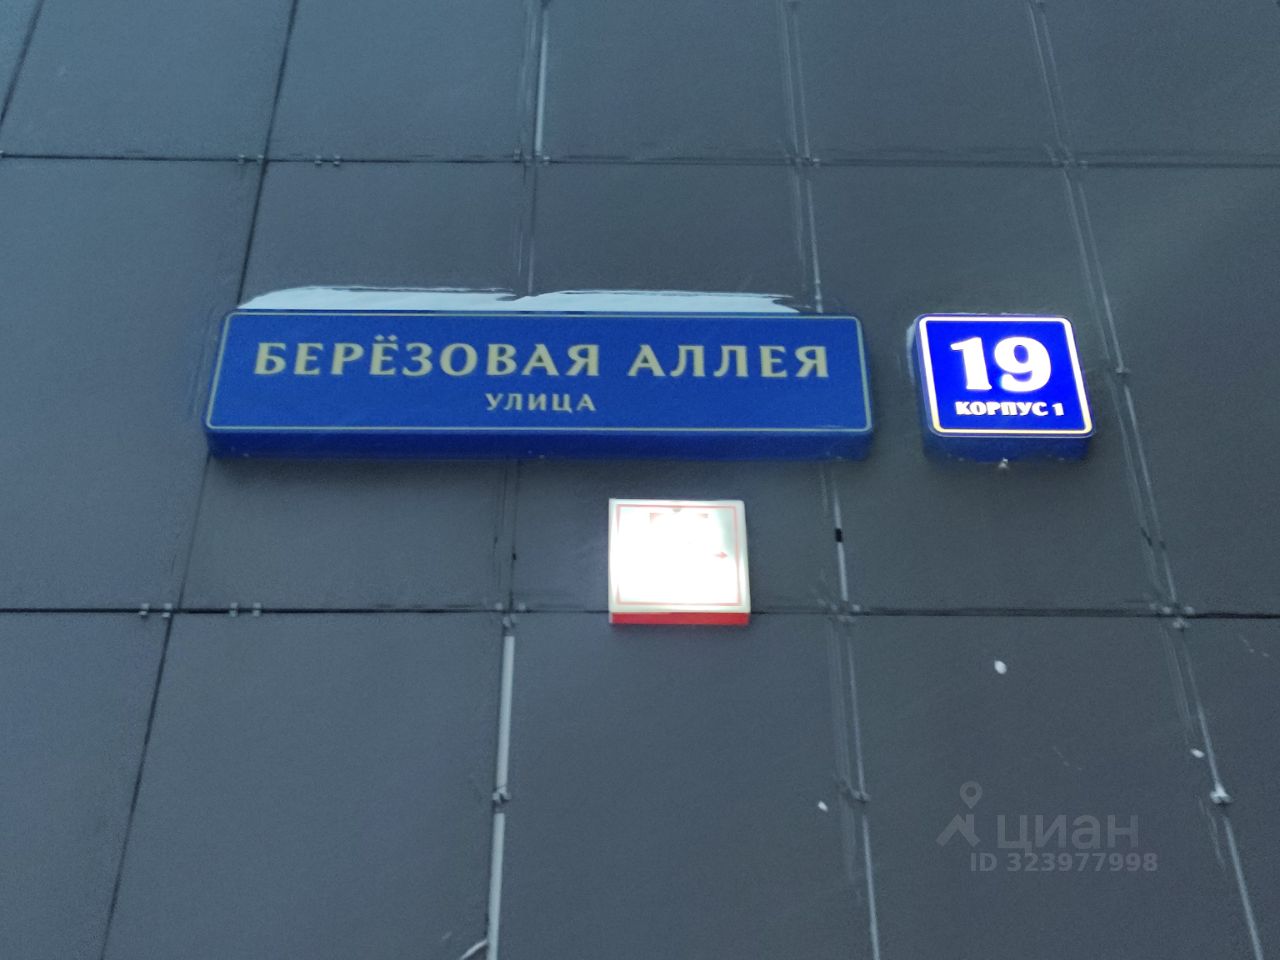 БЕРЁЗОВАЯ АЛЛЕЯ
УЛИЦА
19
КОРПУС 1
циан
ID 323977998